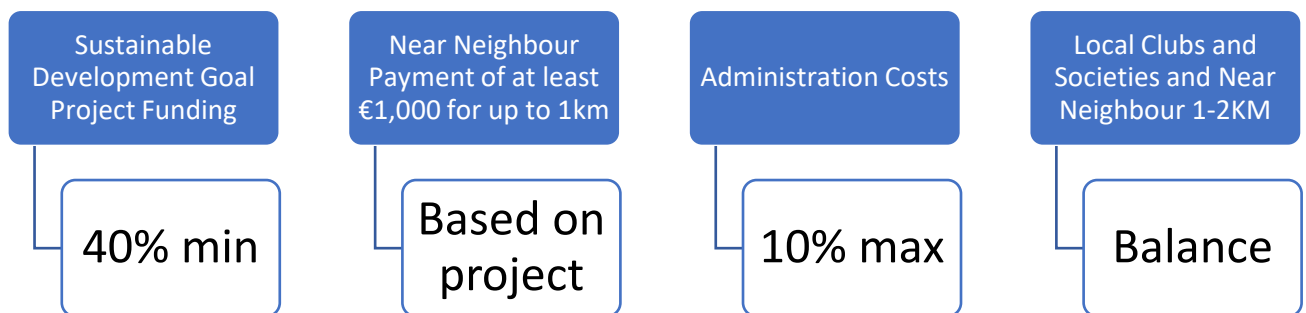 Sustainable
Development Goal
Project Funding
40% min
Near Neighbour
Payment of at least
€1,000 for up to 1km
Based on
project
Administration Costs
10% max
Local Clubs and
Societies and Near
Neighbour 1-2KM
Balance